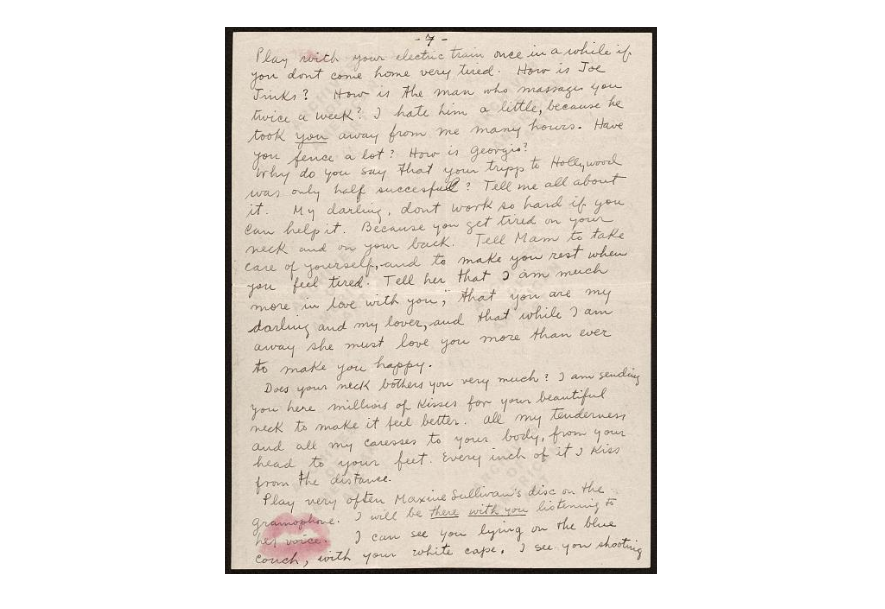 - 7 -
Play with your electric train once in a while if
you dont come home very tired. How is Joe
Jinks? How is the man who massages you
twice a week? I hate him a little, because he
took you away from me many hours. Have
you fence a lot? How is Georgio?
Why do you say that your tripp to Hollywood
was only half succesfull? Tell me all about
it. My darling, dont work so hard if you
can help it. Because you get tired on your
neck and on your back. Tell Mam to take
care of yourself, and to make you rest when
you feel tired. Tell her that I am much
more in love with you, that you are my
darling and my lover, and that while I am
away she must love you more than ever
to make you happy.
Does your neck bothers you very much? I am sending
you here millions of kisses for your beautiful
neck to make it feel better. all my tenderness
and all my caresses to your body, from your
head to your feet. Every inch of it I kiss
from the distance.
Play very often Maxine Sullivan's disc on the
gramophone. I will be there with you listening to
her voice. I can see you lying on the blue
couch, with your white cape. I see you shooting